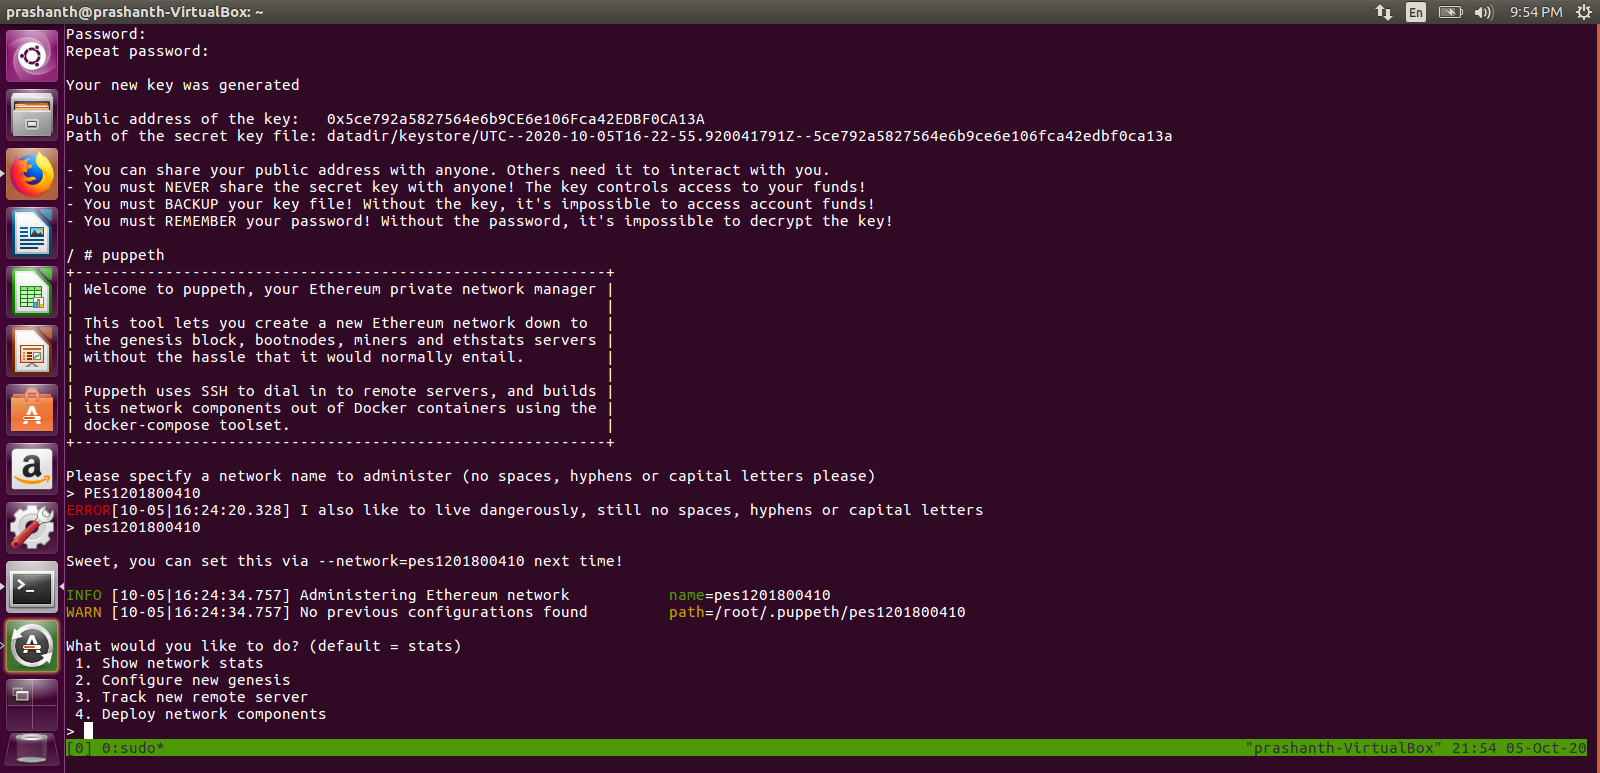 prashanth@prashanth-VirtualBox: ~
En
9:54 PM
Password:
Repeat password:
Your new key was generated
Public address of the key:   0x5ce792a5827564e6b9CE6e106Fca42EDBF0CA13A
Path of the secret key file: datadir/keystore/UTC--2020-10-05T16-22-55.920041791Z--5ce792a5827564e6b9ce6e106fca42edbf0ca13a
- You can share your public address with anyone. Others need it to interact with you.
- You must NEVER share the secret key with anyone! The key controls access to your funds!
- You must BACKUP your key file! Without the key, it's impossible to access account funds!
- You must REMEMBER your password! Without the password, it's impossible to decrypt the key!
/ # puppeth
+-----------------------------------------------------------+
| Welcome to puppeth, your Ethereum private network manager |
|                                                           |
| This tool lets you create a new Ethereum network down to  |
| the genesis block, bootnodes, miners and ethstats servers |
| without the hassle that it would normally entail.         |
|                                                           |
| Puppeth uses SSH to dial in to remote servers, and builds |
| its network components out of Docker containers using the |
| docker-compose toolset.                                   |
+-----------------------------------------------------------+
Please specify a network name to administer (no spaces, hyphens or capital letters please)
> PES1201800410
ERROR[10-05|16:24:20.328] I also like to live dangerously, still no spaces, hyphens or capital letters
> pes1201800410
Sweet, you can set this via --network=pes1201800410 next time!
INFO [10-05|16:24:34.757] Administering Ethereum network           name=pes1201800410
WARN [10-05|16:24:34.757] No previous configurations found         path=/root/.puppeth/pes1201800410
What would you like to do? (default = stats)
 1. Show network stats
 2. Configure new genesis
 3. Track new remote server
 4. Deploy network components
>
[0] 0:sudo*
"prashanth-VirtualBox" 21:54 05-Oct-20